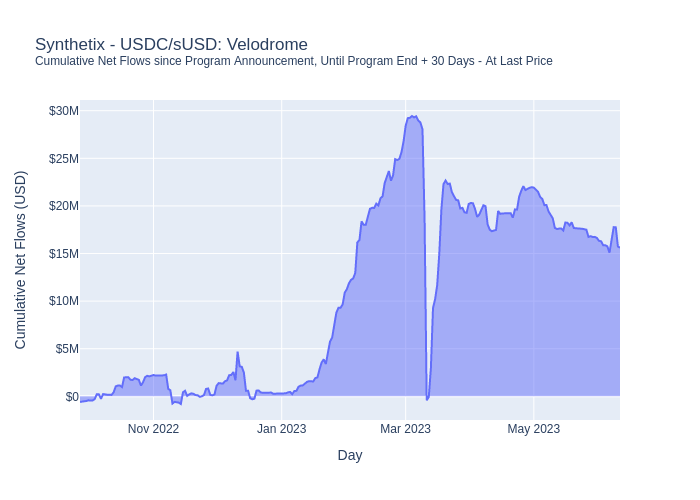 Synthetix - USDC/sUSD: Velodrome
Cumulative Net Flows since Program Announcement, Until Program End + 30 Days - At Last Price
Cumulative Net Flows (USD)
$30M
$25M
$20M
$15M
$10M
$5M
$0
Nov 2022
Jan 2023
Mar 2023
May 2023
Day